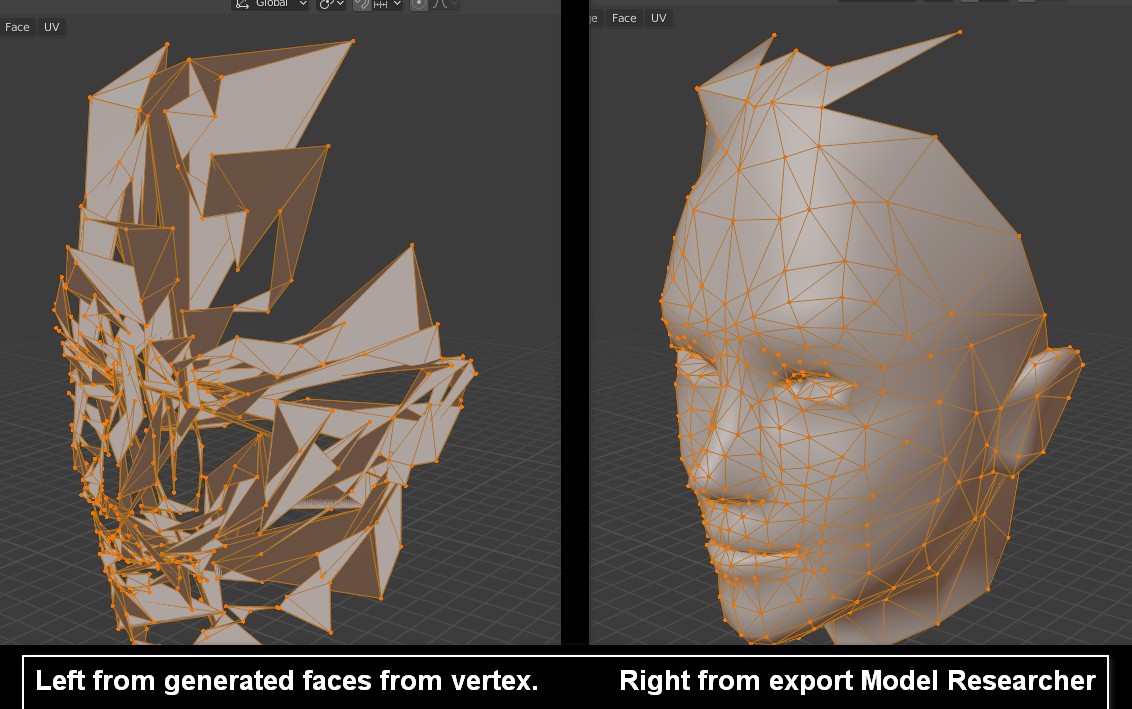 Global
Face UV
ge Face UV
Left from generated faces from vertex. Right from export Model Researcher